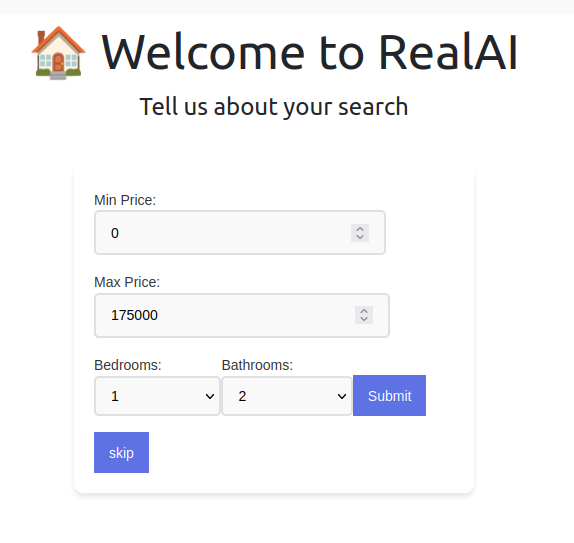 Welcome to RealAI
Tell us about your search
Min Price:
0
Max Price:
175000
Bedrooms: Bathrooms:
1 2 Submit
skip